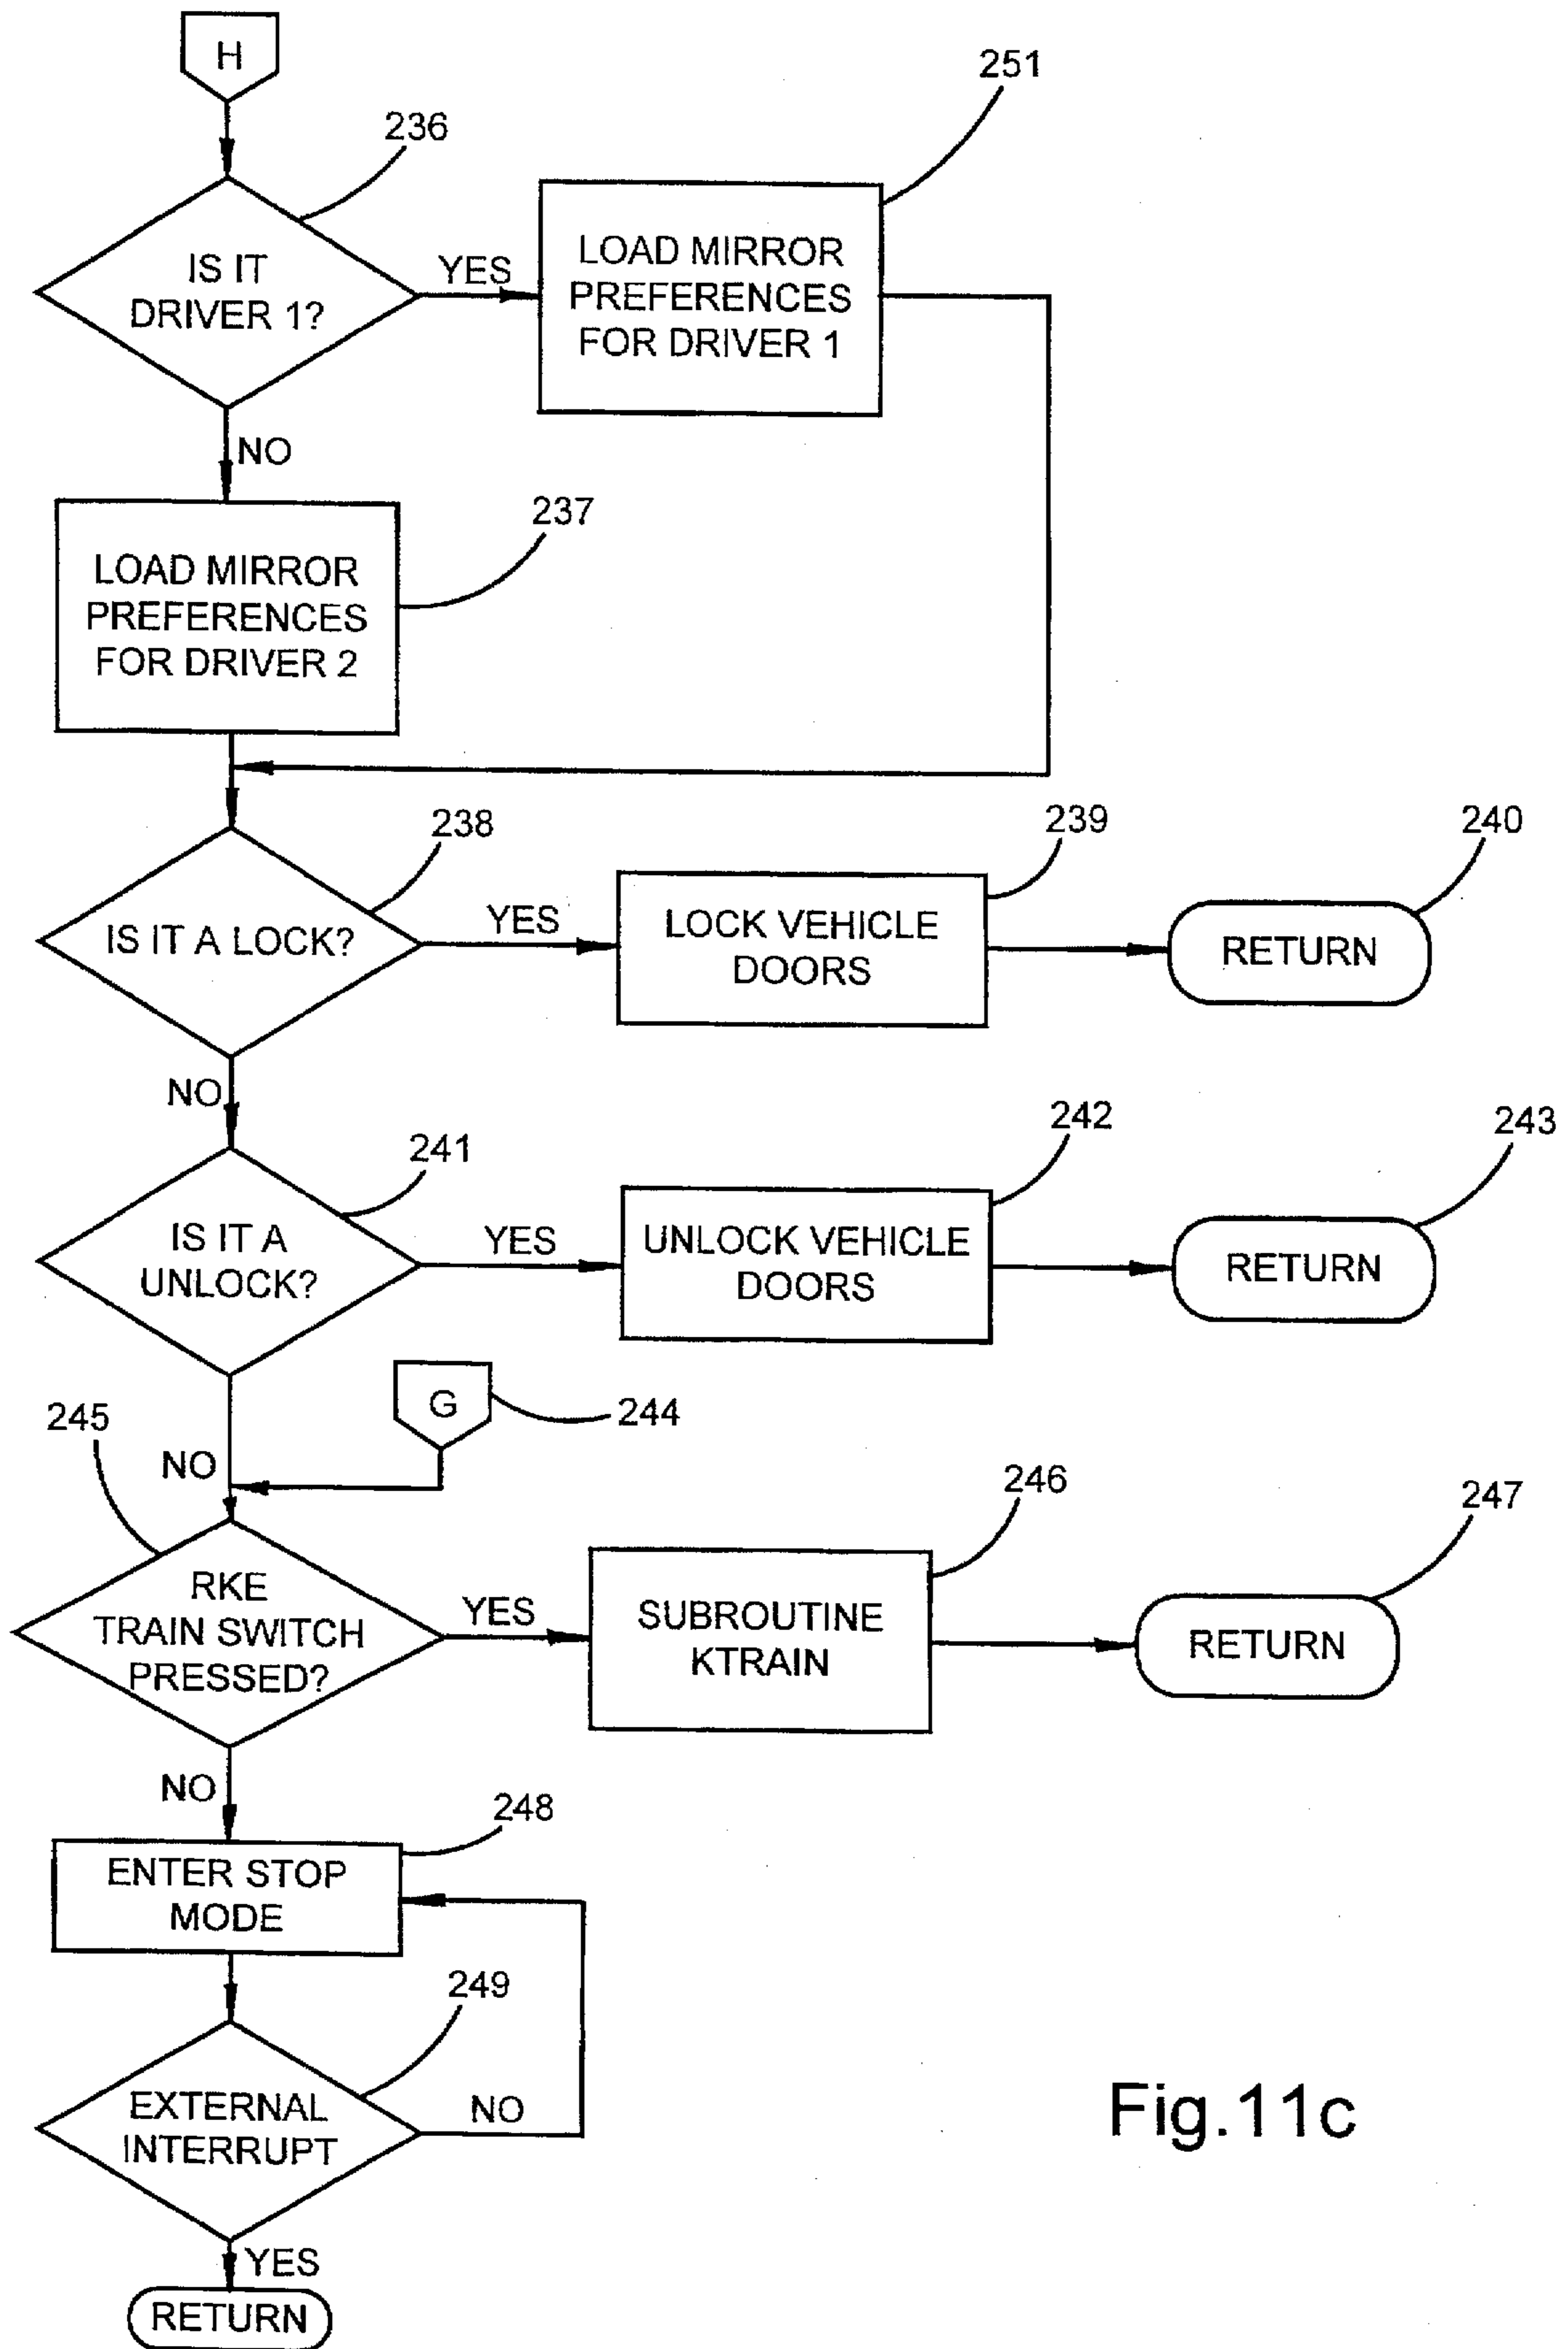 H
236
251
IS IT
DRIVER 1?
YES
LOAD MIRROR
PREFERENCES
FOR DRIVER 1
NO
237
LOAD MIRROR
PREFERENCES
FOR DRIVER 2
238
239
240
IS IT A LOCK?
YES
LOCK VEHICLE
DOORS
RETURN
NO
241
242
243
IS IT A
UNLOCK?
YES
UNLOCK VEHICLE
DOORS
RETURN
G
244
245
NO
246
247
RKE
TRAIN SWITCH
PRESSED?
YES
SUBROUTINE
KTRAIN
RETURN
NO
248
ENTER STOP
MODE
249
EXTERNAL
INTERRUPT
NO
Fig.11c
YES
RETURN